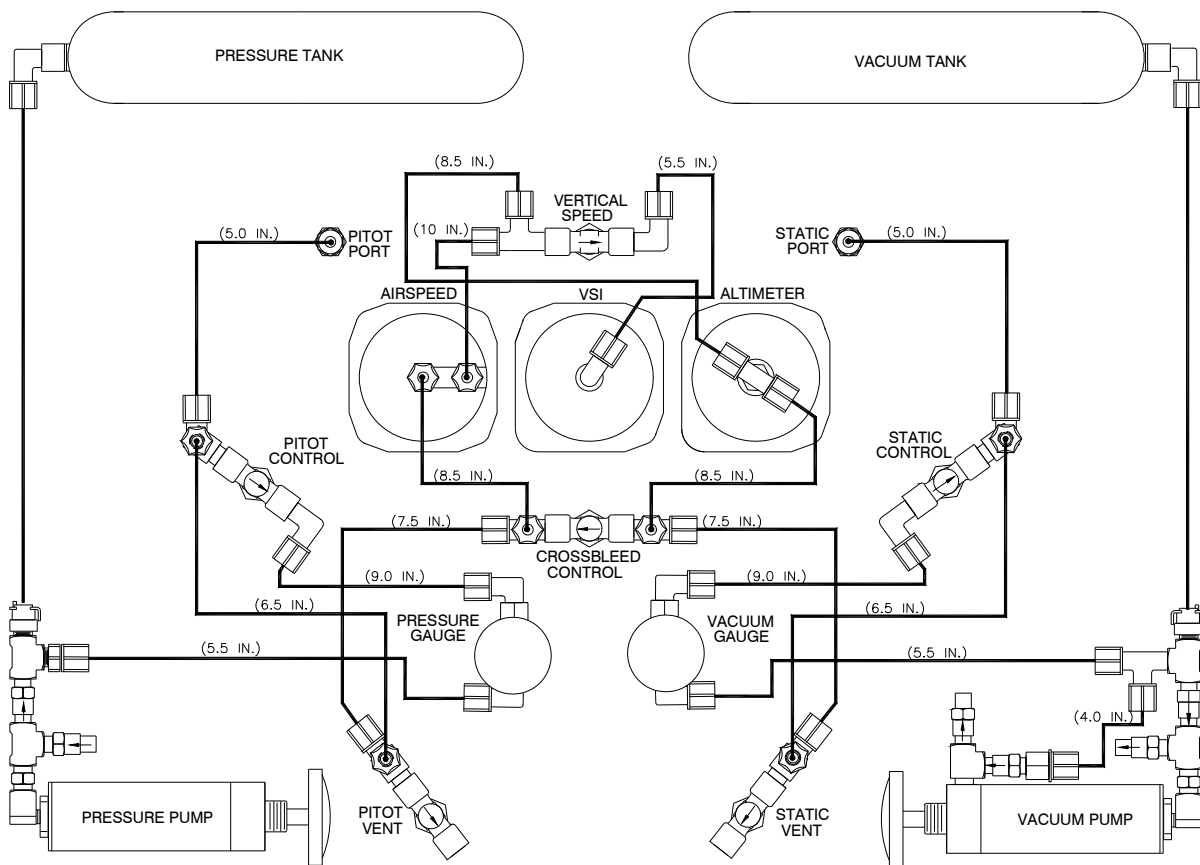 PRESSURE TANK
VACUUM TANK
(8.5 IN.)
(5.5 IN.)
VERTICAL
SPEED
(5.0 IN.)
PITOT
PORT
(10 IN.)
STATIC
PORT
(5.0 IN.)
AIRSPEED
VSI
ALTIMETER
PITOT
CONTROL
STATIC
CONTROL
(8.5 IN.)
(8.5 IN.)
(7.5 IN.)
(7.5 IN.)
CROSSBLEED
CONTROL
(9.0 IN.)
(9.0 IN.)
(6.5 IN.)
(6.5 IN.)
PRESSURE
GAUGE
VACUUM
GAUGE
(5.5 IN.)
(5.5 IN.)
(4.0 IN.)
PRESSURE PUMP
PITOT
VENT
STATIC
VENT
VACUUM PUMP